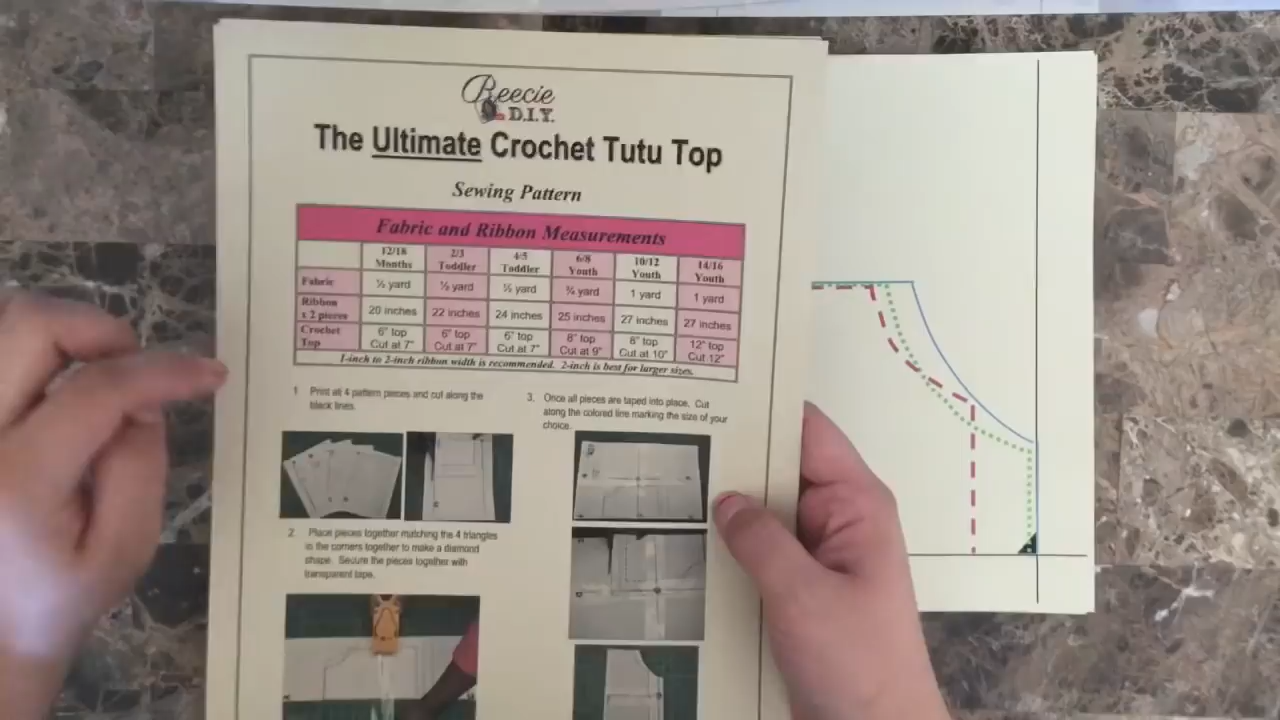 Reecie
D.I.Y.
The Ultimate Crochet Tutu Top
Sewing Pattern
Fabric and Ribbon Measurements
12/18 Months 2/3 Toddler 4/5 Toddler 6/8 Youth 10/12 Youth 14/16 Youth
Fabric ½ yard ½ yard ½ yard ¾ yard 1 yard 1 yard
Ribbon x 2 pieces 20 inches 22 inches 24 inches 25 inches 27 inches 27 inches
Crochet Top 6" top Cut at 7" 6" top Cut at 7" 6" top Cut at 7" 8" top Cut at 9" 8" top Cut at 10" 12" top Cut 12"
1-inch to 2-inch ribbon width is recommended. 2-inch is best for larger sizes.
1 Print all 4 pattern pieces and cut along the
black lines.
2. Place pieces together matching the 4 triangles
in the corners together to make a diamond
shape. Secure the pieces together with
transparent tape.
3. Once all pieces are taped into place, Cut
along the colored line marking the size of your
choice.